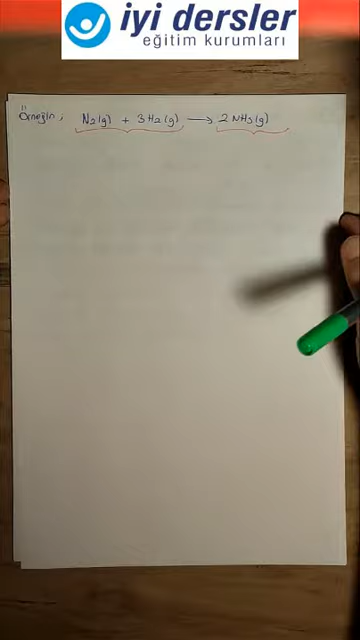 iyi dersler
eğitim kurumları
Örneğin; N₂(g) + 3H₂(g) → 2NH₃(g)